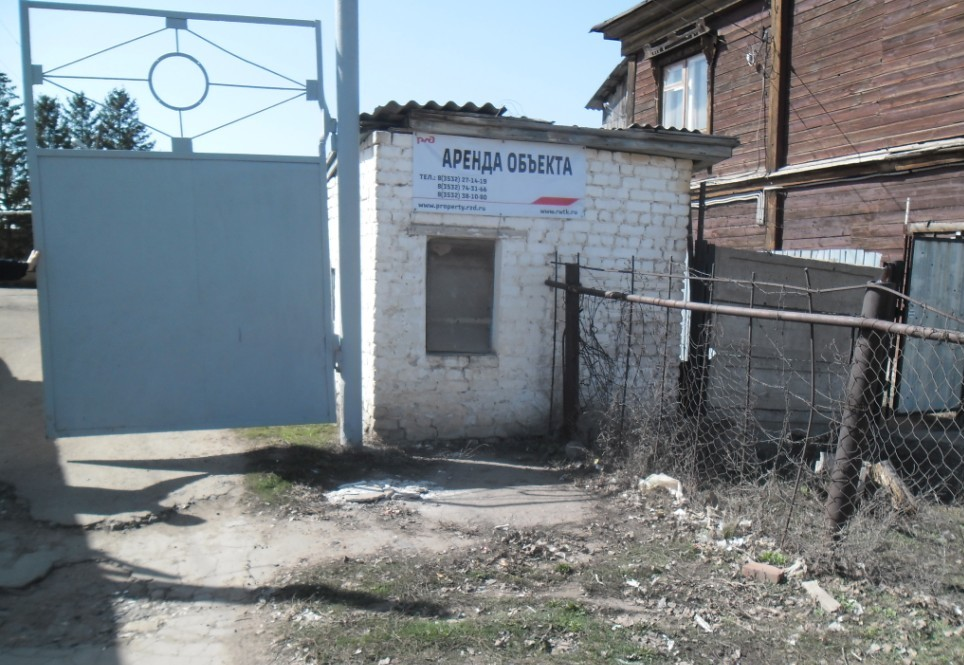 РЖД
АРЕНДА ОБЪЕКТА
ТЕЛ.: 8(3532) 27-14-19
8(3532) 74-31-66
8(3532) 38-10-80
www.property.rzd.ru
www.rwtk.ru